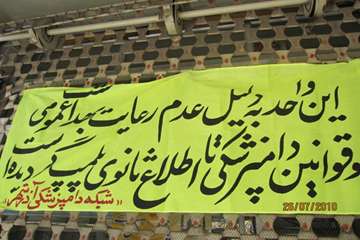 این واحد به دلیل عدم رعایت بهداشت عمومی
و قوانین دامپزشکی تا اطلاع ثانوی پلمپ گردیده است
«شبکه دامپزشکی
26/07/2010